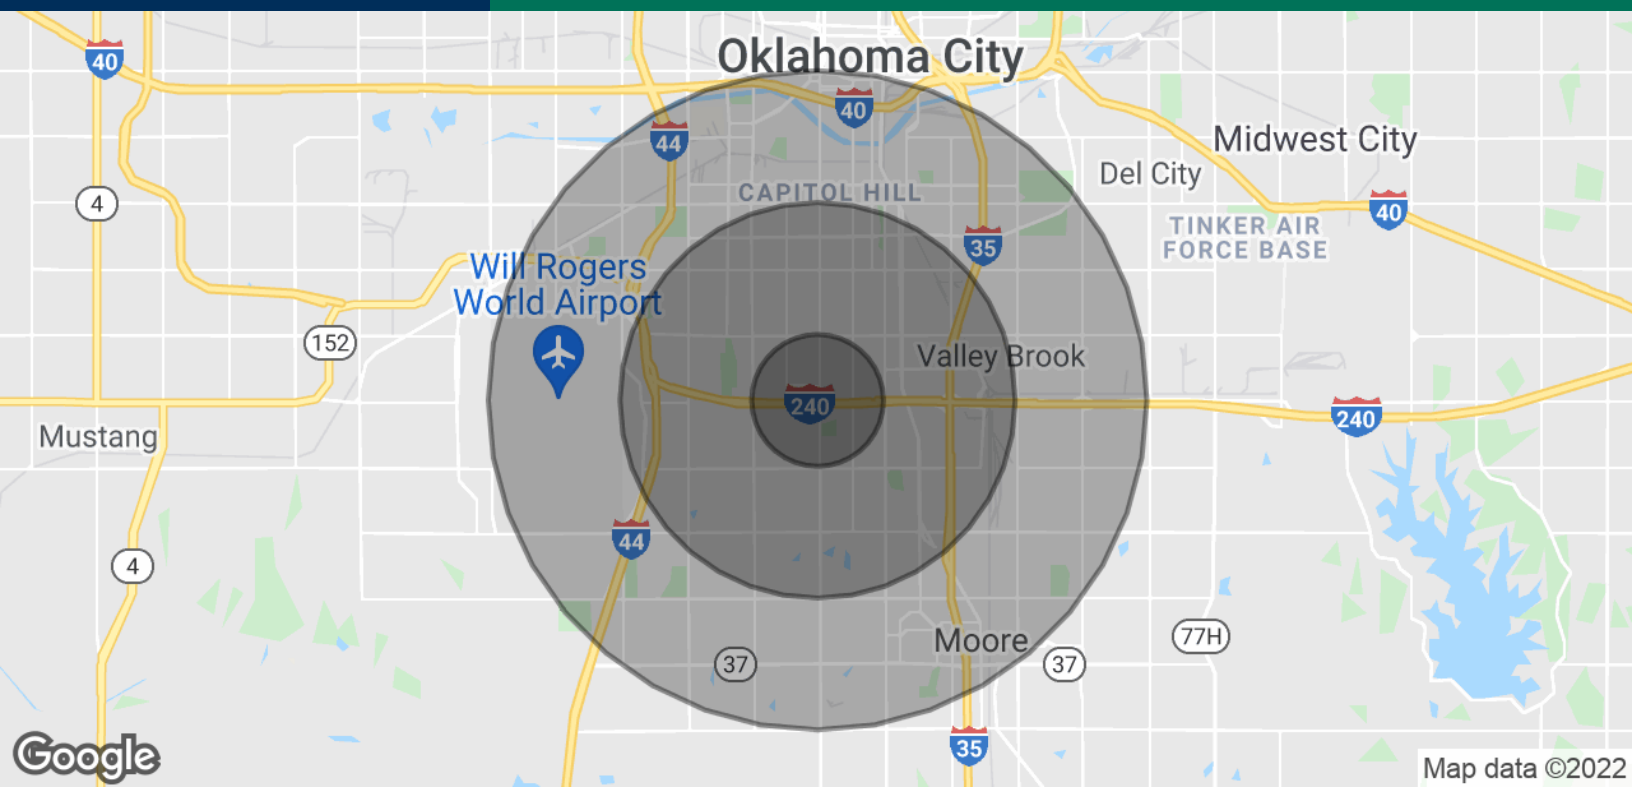 Oklahoma City
40
40
44
Midwest City
Del City
CAPITOL HILL
4
40
TINKER AIR
FORCE BASE
35
Will Rogers
World Airport
152
Valley Brook
240
240
Mustang
44
4
77H
Moore
37
37
35
Google
Map data ©2022